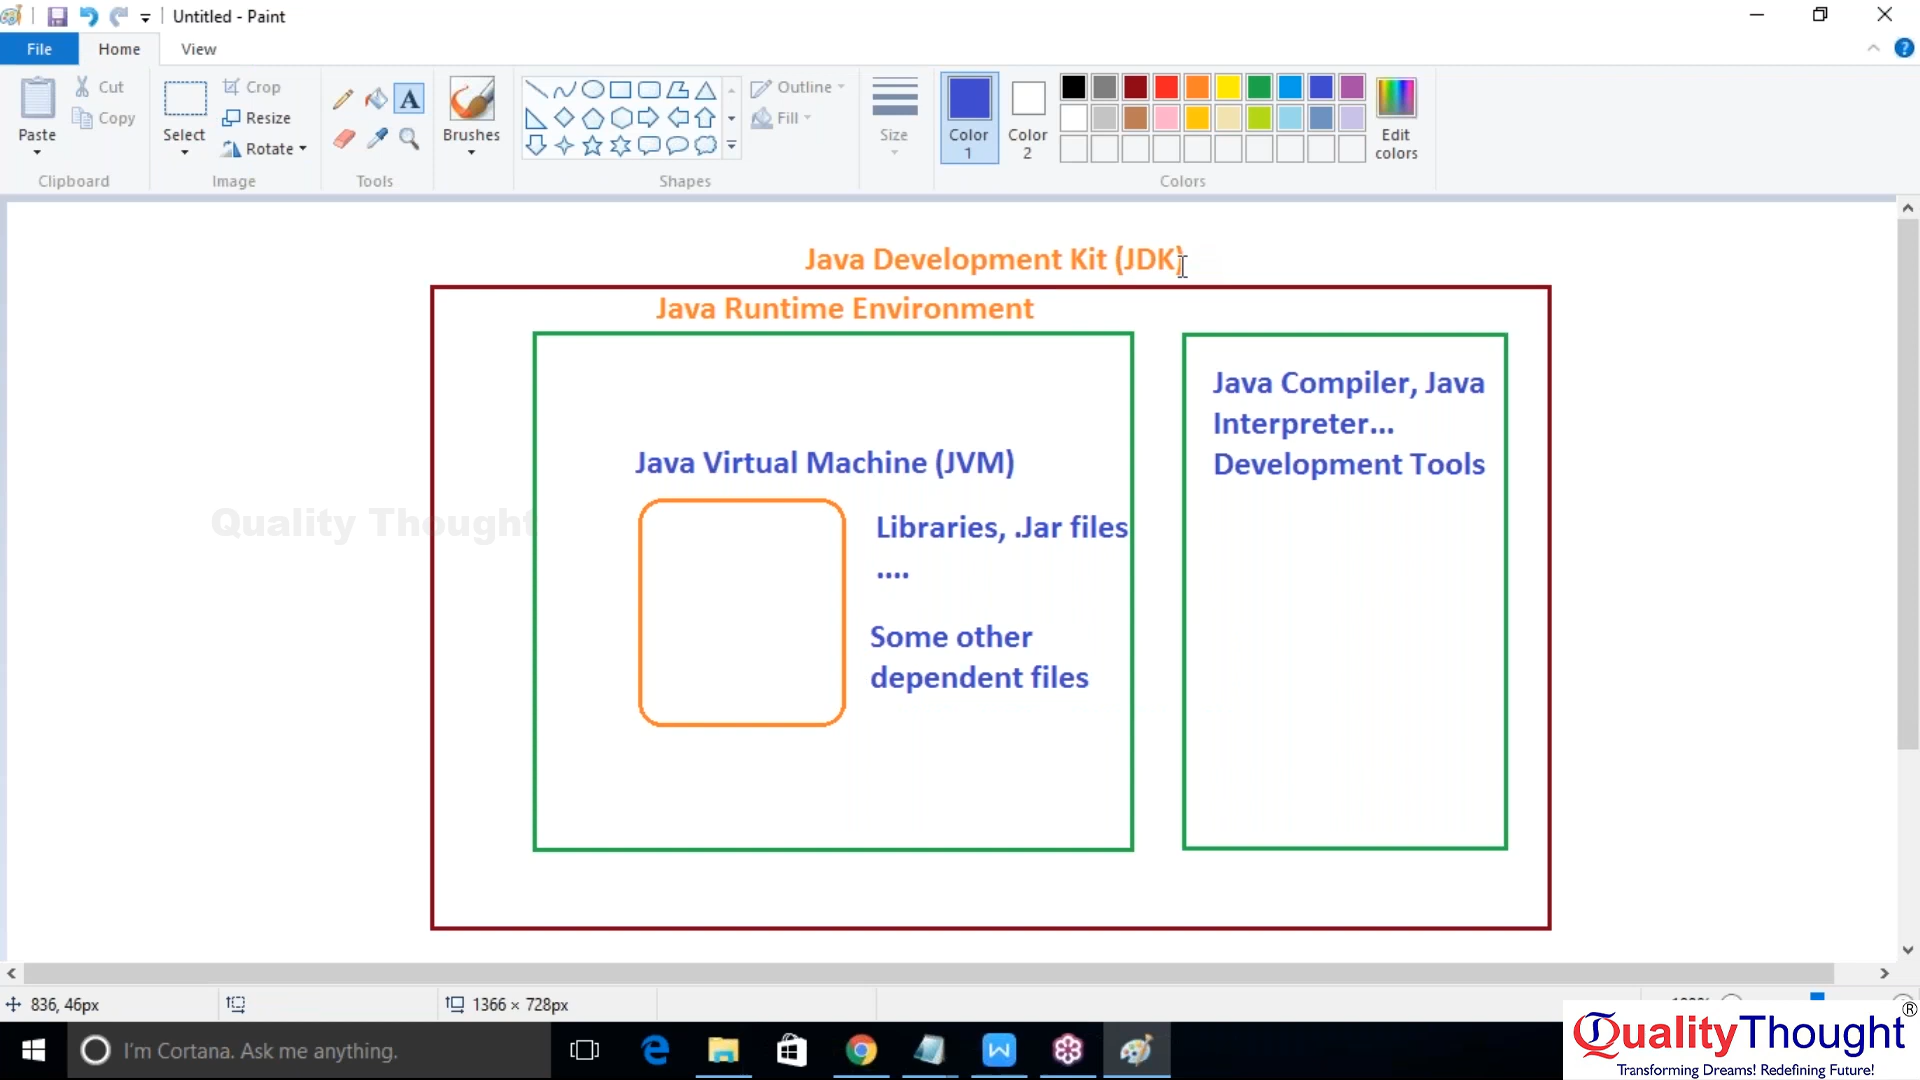 Untitled - Paint
File
Home
View
Paste
Cut
Copy
Clipboard
Select
Crop
Resize
Rotate
Image
A
Tools
Brushes
Shapes
Outline
Fill
Size
Color 1
Color 2
Edit colors
Colors
Java Development Kit (JDK)
Java Runtime Environment
Java Virtual Machine (JVM)
Libraries, .Jar files
....
Some other
dependent files
Java Compiler, Java
Interpreter...
Development Tools
Quality Thought
836, 46px
1366 × 728px
I'm Cortana. Ask me anything.
QualityThought®
Transforming Dreams! Redefining Future!